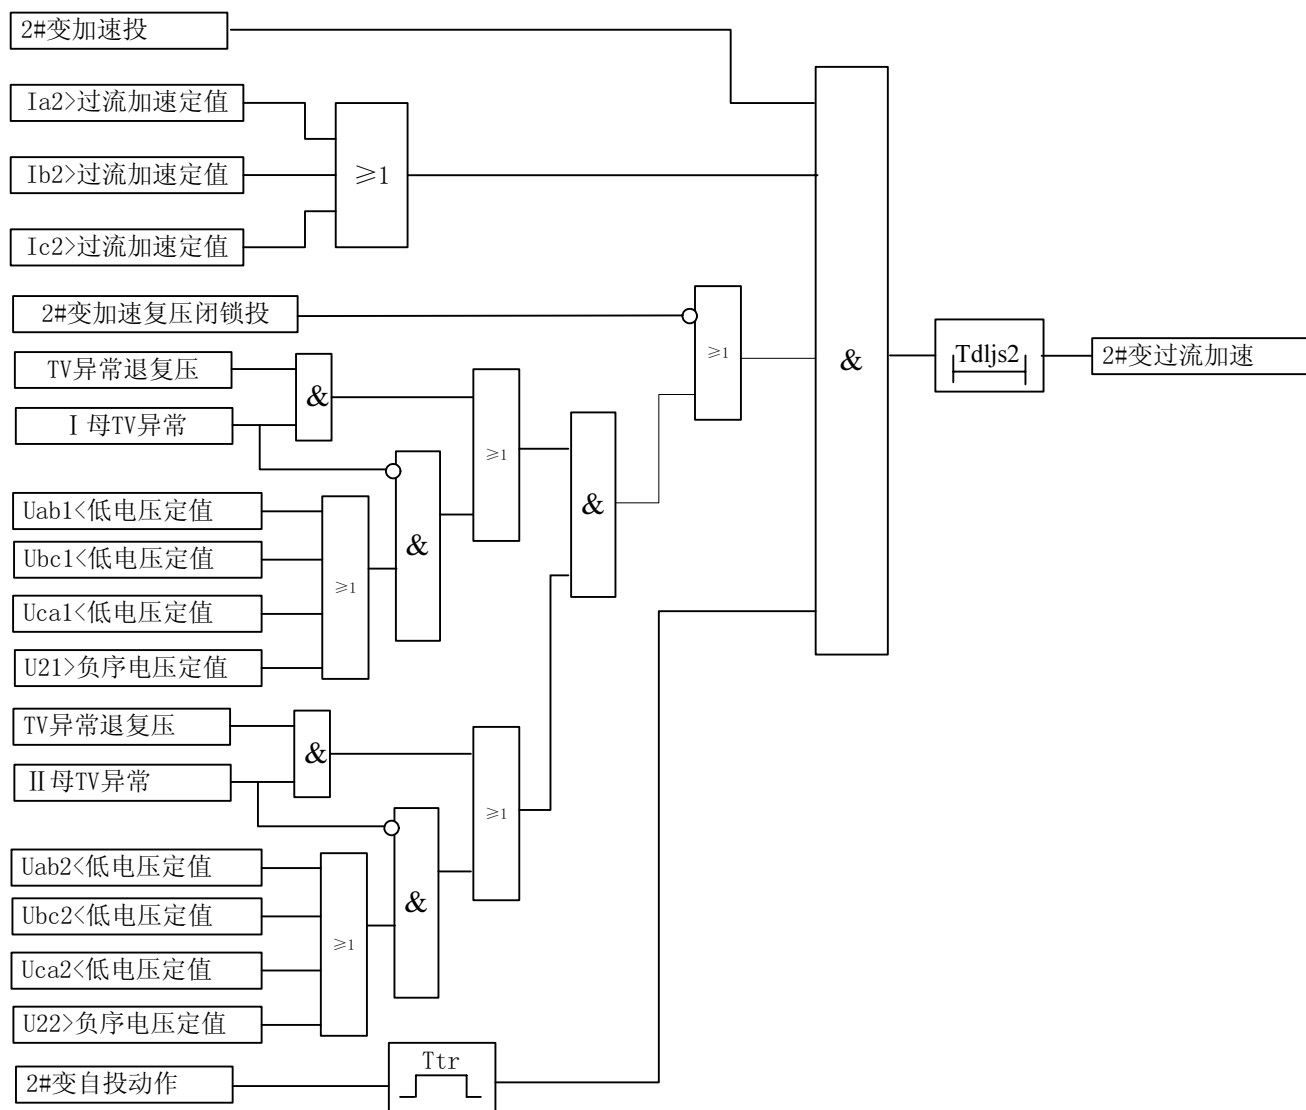 2#变加速投
Ia2>过流加速定值
Ib2>过流加速定值
≥1
Ic2>过流加速定值
2#变加速复压闭锁投
≥1
&
Tdljs2
2#变过流加速
TV异常退复压
&
Ⅰ母TV异常
≥1
&
Uab1<低电压定值
Ubc1<低电压定值
&
≥1
Uca1<低电压定值
U21>负序电压定值
TV异常退复压
&
Ⅱ母TV异常
≥1
Uab2<低电压定值
Ubc2<低电压定值
&
≥1
Uca2<低电压定值
U22>负序电压定值
Ttr
2#变自投动作